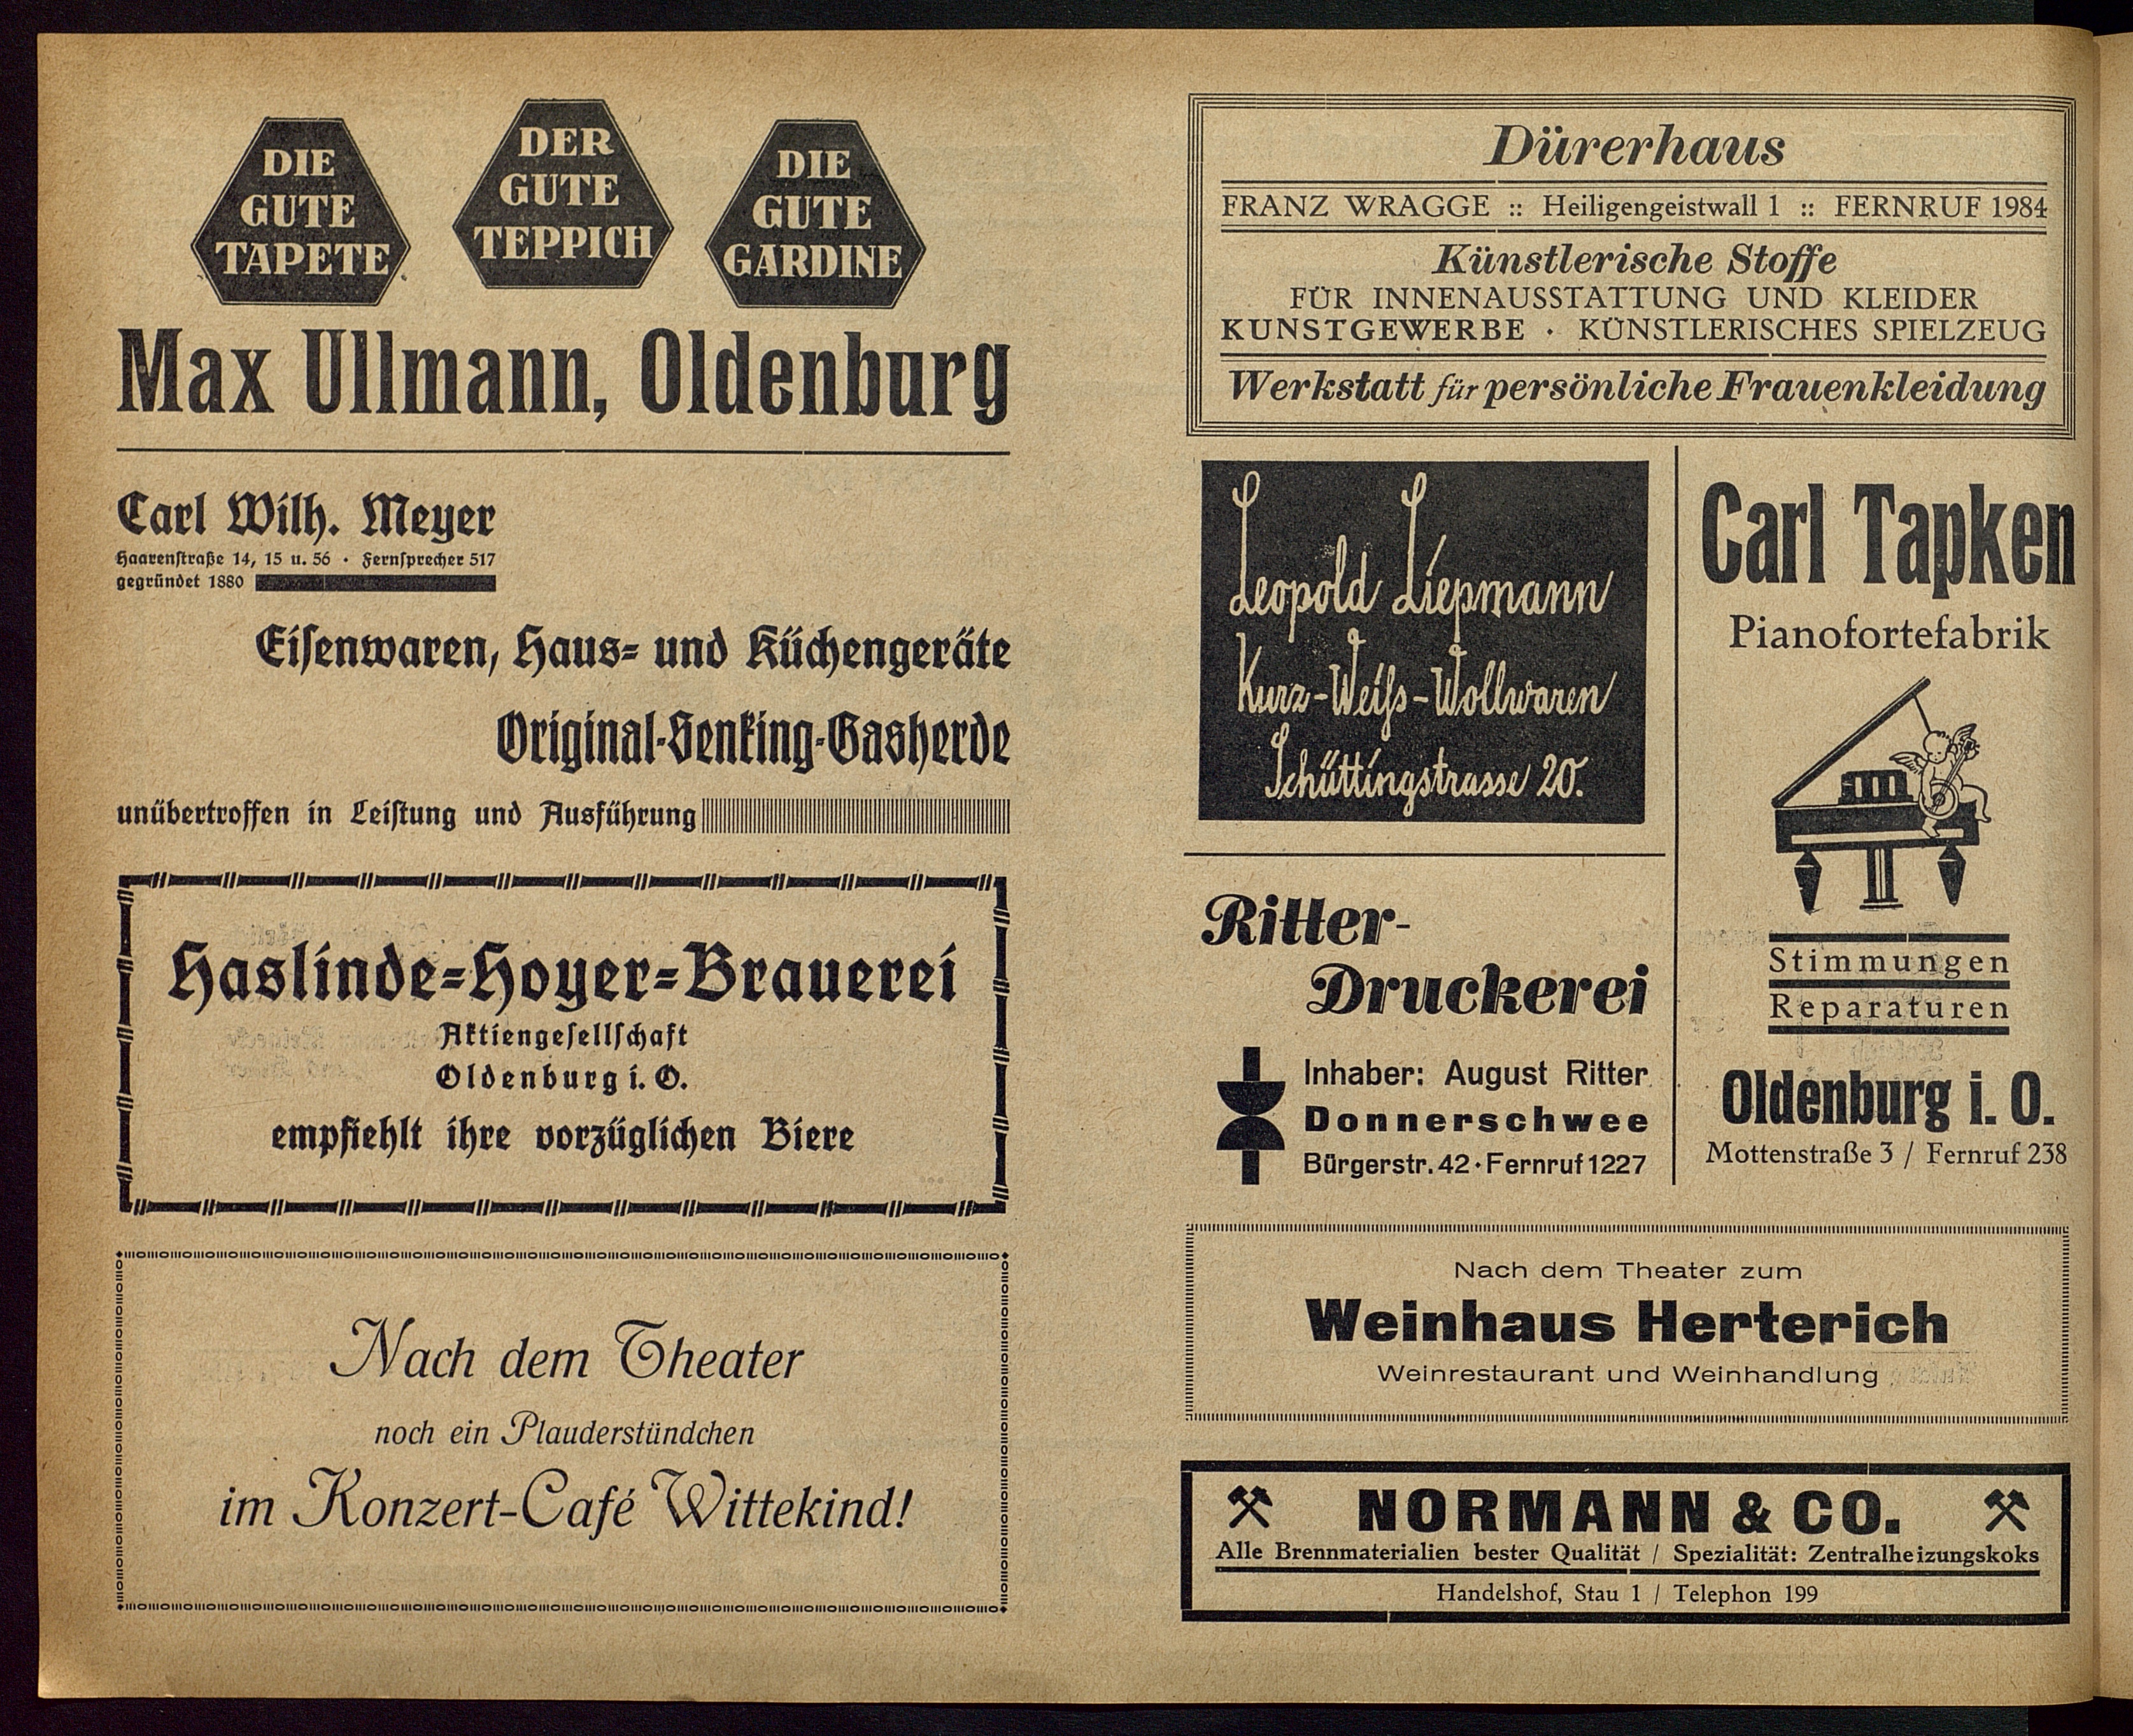 DIE
GUTE
TAPETE
DER
GUTE
TEPPICH
DIE
GUTE
GARDINE
Max Ullmann, Oldenburg
Carl Wilh. Meyer
Haarenſtraße 14, 15 u. 56 · Fernſprecher 517
gegründet 1880
Eiſenwaren, Haus- und Küchengeräte
Original-Senking-Gasherde
unübertroffen in Leiſtung und Ausführung
Haslinde-Hoyer-Brauerei
Aktiengeſellſchaft
Oldenburg i. O.
empfiehlt ihre vorzüglichen Biere
Nach dem Theater
noch ein Plauderstündchen
im Konzert-Café Wittekind!
Dürerhaus
FRANZ WRAGGE :: Heiligengeistwall 1 :: FERNRUF 1984
Künstlerische Stoffe
FÜR INNENAUSSTATTUNG UND KLEIDER
KUNSTGEWERBE · KÜNSTLERISCHES SPIELZEUG
Werkstatt für persönliche Frauenkleidung
Leopold Liepmann
Kurz-Weiſs-Wollwaren
Schüttingstrasse 20.
Ritter-
Druckerei
Inhaber: August Ritter
Donnerschwee
Bürgerstr. 42 · Fernruf 1227
Carl Tapken
Pianofortefabrik
Stimmungen
Reparaturen
Oldenburg i. O.
Mottenstraße 3 / Fernruf 238
Nach dem Theater zum
Weinhaus Herterich
Weinrestaurant und Weinhandlung
NORMANN & CO.
Alle Brennmaterialien bester Qualität / Spezialität: Zentralheizungskoks
Handelshof, Stau 1 / Telephon 199